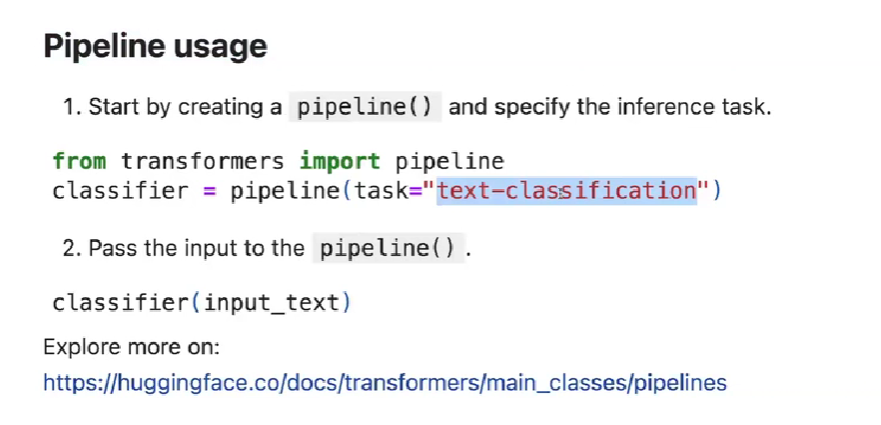 Pipeline usage
1. Start by creating a pipeline() and specify the inference task.
from transformers import pipeline
classifier = pipeline(task="text-classification")
2. Pass the input to the pipeline().
classifier(input_text)
Explore more on:
https://huggingface.co/docs/transformers/main_classes/pipelines